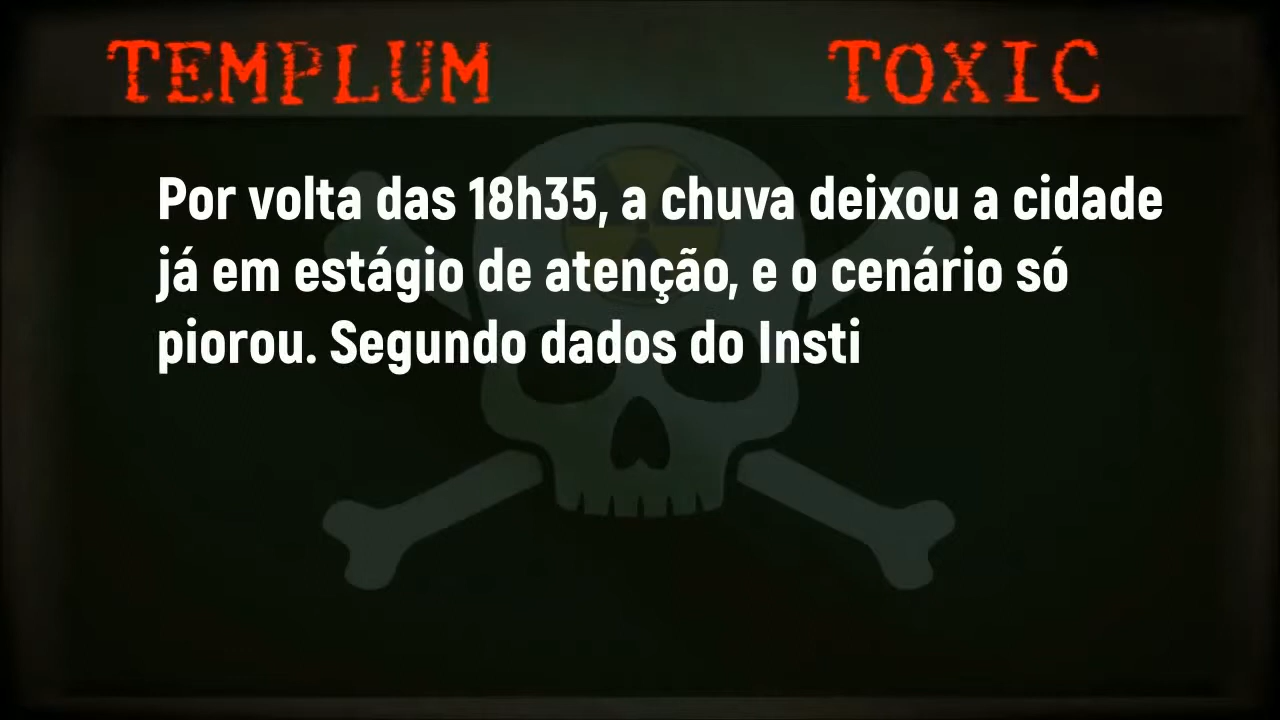 TEMPLUM TOXIC
Por volta das 18h35, a chuva deixou a cidade
já em estágio de atenção, e o cenário só
piorou. Segundo dados do Insti